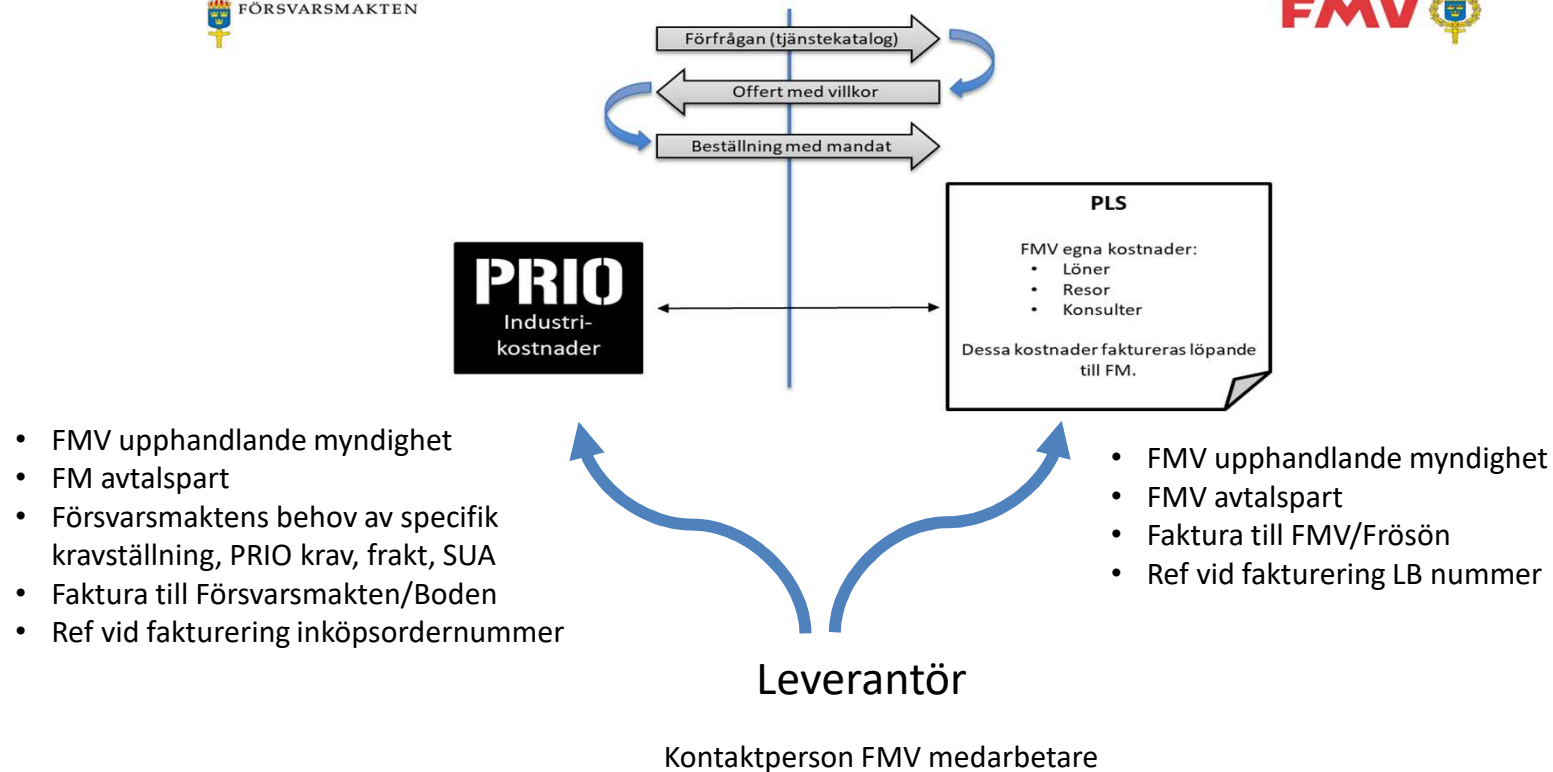 FÖRSVARSMAKTEN
FMV
Förfrågan (tjänstekatalog)
Offert med villkor
Beställning med mandat
PRIO
Industri-
kostnader
PLS
FMV egna kostnader:
• Löner
• Resor
• Konsulter
Dessa kostnader faktureras löpande
till FM.
• FMV upphandlande myndighet
• FM avtalspart
• Försvarsmaktens behov av specifik
kravställning, PRIO krav, frakt, SUA
• Faktura till Försvarsmakten/Boden
• Ref vid fakturering inköpsordernummer
• FMV upphandlande myndighet
• FMV avtalspart
• Faktura till FMV/Frösön
• Ref vid fakturering LB nummer
Leverantör
Kontaktperson FMV medarbetare